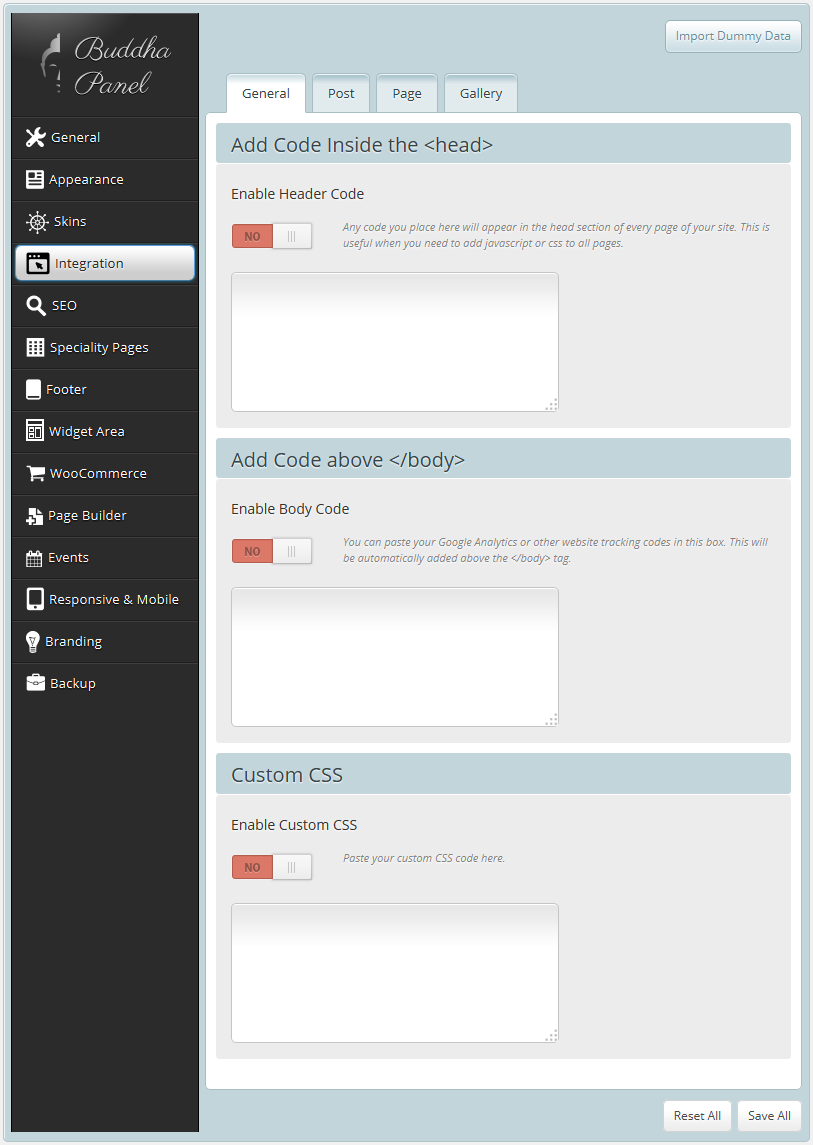 Buddha
Panel
Import Dummy Data
General
Appearance
Skins
Integration
SEO
Speciality Pages
Footer
Widget Area
WooCommerce
Page Builder
Events
Responsive & Mobile
Branding
Backup
General Post Page Gallery
Add Code Inside the <head>
Enable Header Code
NO
Any code you place here will appear in the head section of every page of your site. This is
useful when you need to add javascript or css to all pages.
Add Code above </body>
Enable Body Code
NO
You can paste your Google Analytics or other website tracking codes in this box. This will
be automatically added above the </body> tag.
Custom CSS
Enable Custom CSS
NO
Paste your custom CSS code here.
Reset All Save All